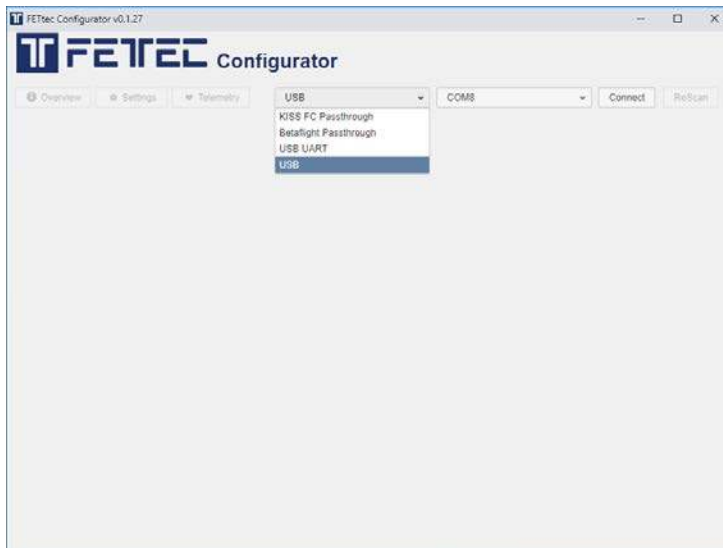 FETtec Configurator v0.1.27
FETTEC Configurator
Overview Settings Telemetry USB COM8 Connect ReScan
KISS FC Passthrough
Betaflight Passthrough
USB UART
USB